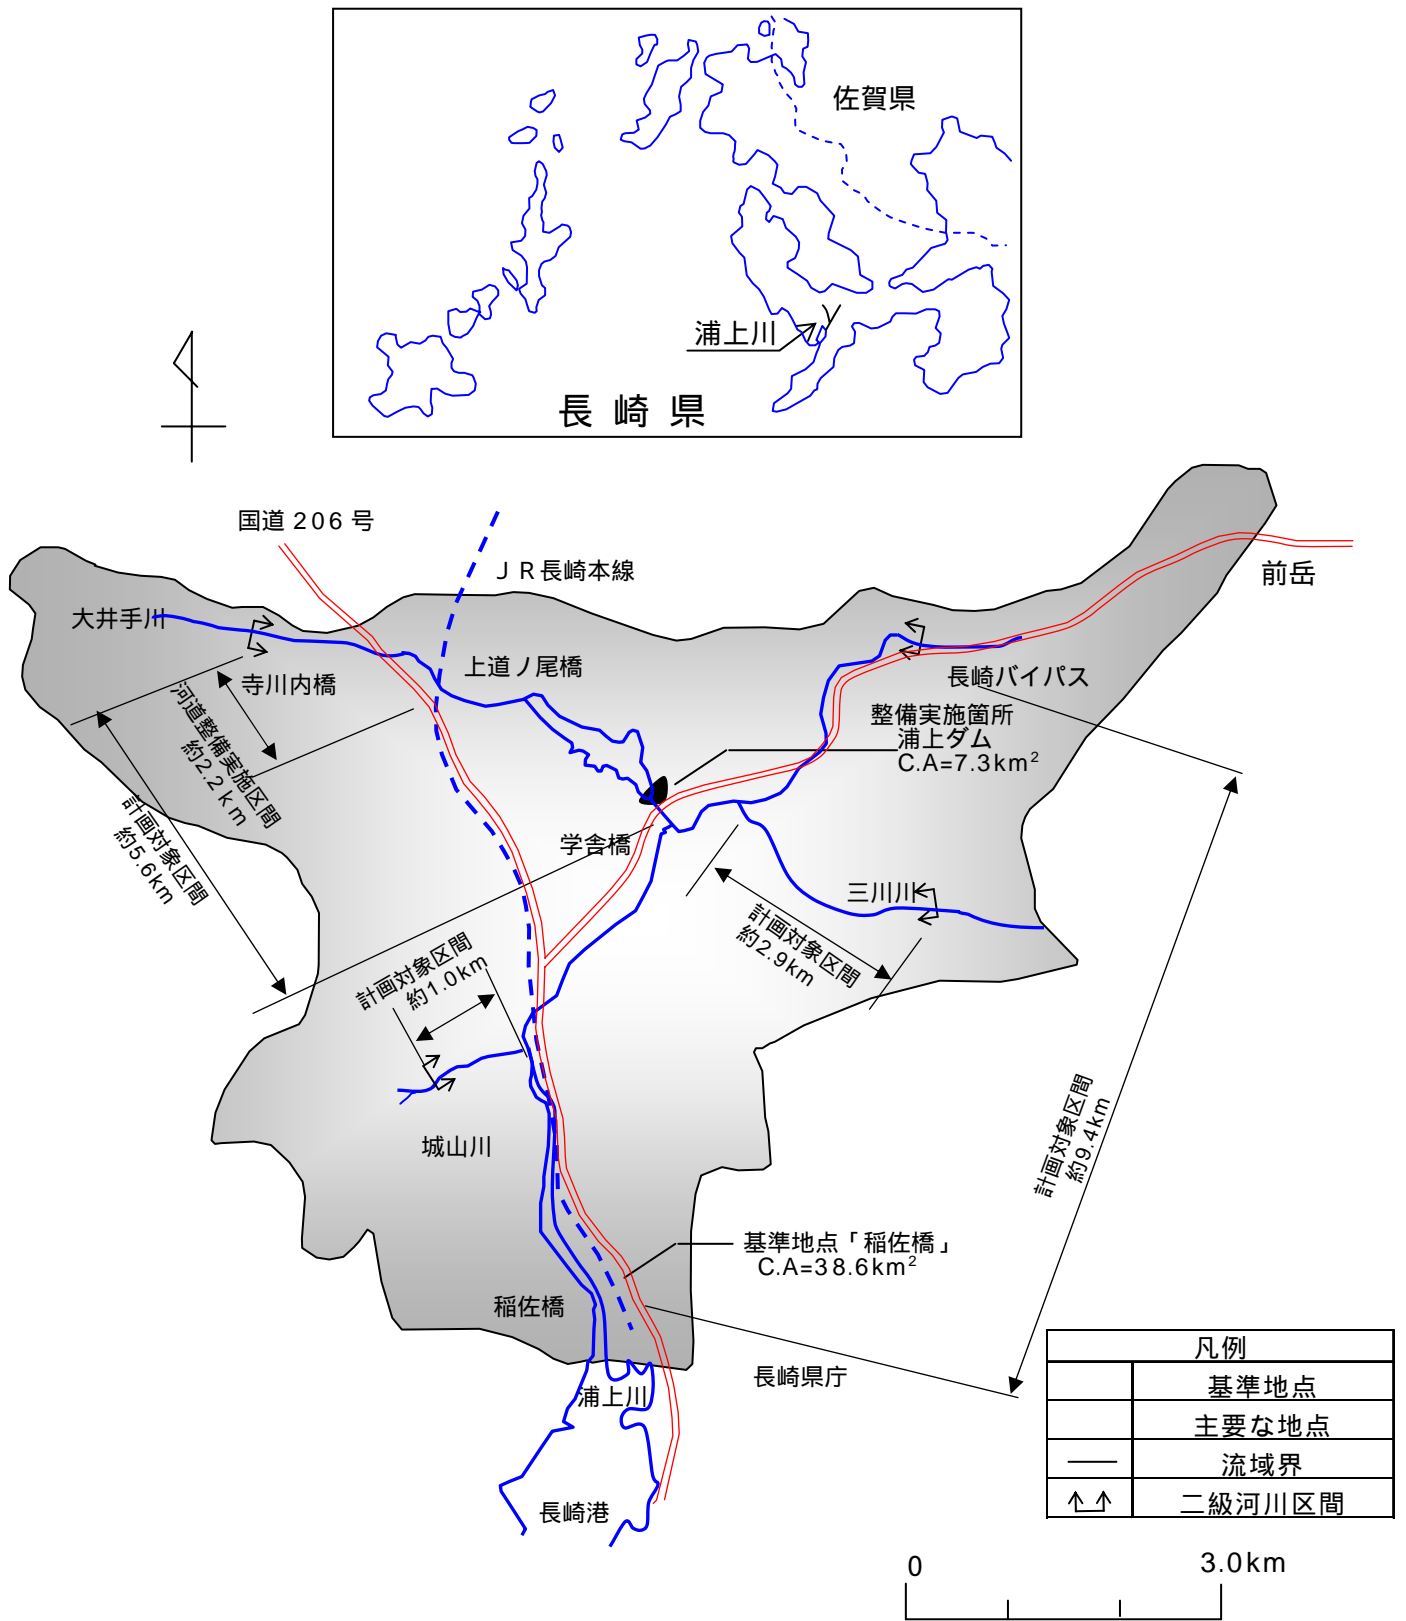 佐賀県
浦上川
長崎県
国道206号
JR長崎本線
前岳
大井手川
上道ノ尾橋
寺川内橋
長崎バイパス
河道整備実施区間
約2.2km
整備実施箇所
浦上ダム
C.A=7.3km²
計画対象区間
約5.6km
学舎橋
三川川
計画対象区間
約2.9km
計画対象区間
約1.0km
城山川
計画対象区間
約9.4km
基準地点「稲佐橋」
C.A=38.6km²
稲佐橋
長崎県庁
浦上川
長崎港
凡例
基準地点
主要な地点
流域界
二級河川区間
0 3.0km